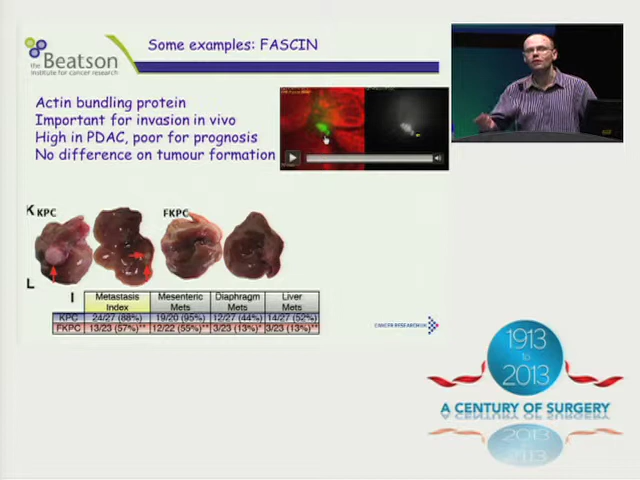 the Beatson
institute for cancer research
Some examples: FASCIN
Actin bundling protein
Important for invasion in vivo
High in PDAC, poor for prognosis
No difference on tumour formation
K KPC
FKPC
L
I
Metastasis Index Mesenteric Mets Diaphragm Mets Liver Mets
KPC 24/27 (88%) 19/20 (95%) 12/27 (44%) 14/27 (52%)
FKPC 13/23 (57%)** 12/22 (55%)** 3/23 (13%)* 3/23 (13%)**
CANCER RESEARCH UK
1913
to
2013
A CENTURY OF SURGERY